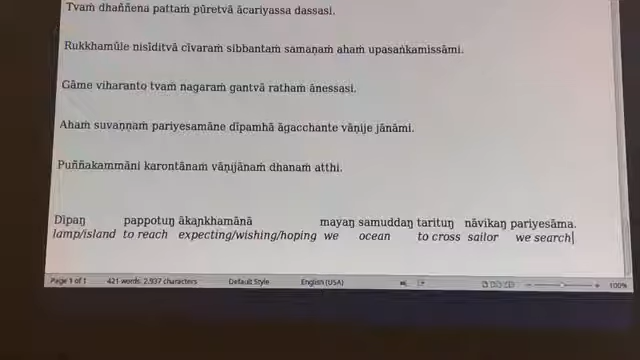 Tvaṁ dhaññena pattaṁ pūretvā ācariyassa dassasi.
Rukkhamūle nisīditvā cīvaraṁ sibbantaṁ samaṇaṁ ahaṁ upasaṅkamissāmi.
Gāme viharanto tvaṁ nagaraṁ gantvā rathaṁ ānessasi.
Ahaṁ suvaṇṇaṁ pariyesamāne dīpamhā āgacchante vāṇije jānāmi.
Puññakammāni karontānaṁ vāṇijānaṁ dhanaṁ atthi.
Dīpaŋ pappotuŋ ākaṇkhamānā mayaŋ samuddaŋ tarituŋ nāvikaŋ pariyesāma.
lamp/island to reach expecting/wishing/hoping we ocean to cross sailor we search
Page 1 of 1 421 words, 2,937 characters Default Style English (USA) 100%